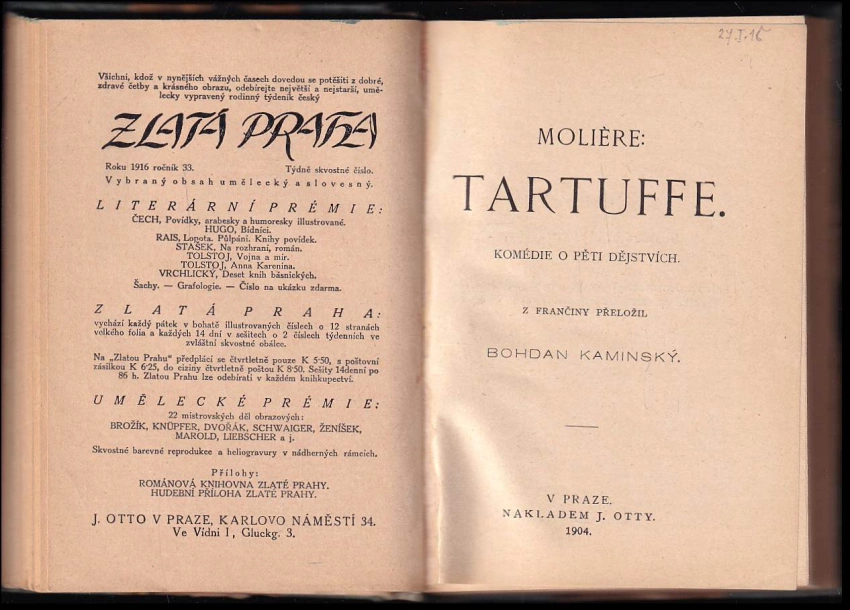 Všichni, kdož v nynějších vážných časech dovedou se potěšiti z dobré,
zdravé četby a krásného obrazu, odebírejte největší a nejstarší, umě-
lecky vypravený rodinný týdeník český
ZLATÁ PRAHA
Roku 1916 ročník 33. Týdně skvostné číslo.
Vybraný obsah umělecký a slovesný.
LITERÁRNÍ PRÉMIE:
ČECH, Povídky, arabesky a humoresky illustrované.
HUGO, Bídníci.
RAIS, Lopota. Půlpáni. Knihy povídek.
STAŠEK, Na rozhraní, román.
TOLSTOJ, Vojna a mír.
TOLSTOJ, Anna Karenina.
VRCHLICKÝ, Deset knih básnických.
Šachy. — Grafologie. — Číslo na ukázku zdarma.
ZLATÁ PRAHA:
vychází každý pátek v bohatě illustrovaných číslech o 12 stranách
velkého folia a každých 14 dní v sešitech o 2 číslech týdenních ve
zvláštní skvostné obálce.
Na „Zlatou Prahu“ předplácí se čtvrtletně pouze K 5·50, s poštovní
zásilkou K 6·25, do ciziny čtvrtletně poštou K 8·50. Sešity 14denní po
86 h. Zlatou Prahu lze odebírati v každém knihkupectví.
UMĚLECKÉ PRÉMIE:
22 mistrovských děl obrazových:
BROŽÍK, KNÜPFER, DVOŘÁK, SCHWAIGER, ŽENÍŠEK,
MAROLD, LIEBSCHER a j.
Skvostné barevné reprodukce a heliogravury v nádherných rámcích.
Přílohy:
ROMÁNOVÁ KNIHOVNA ZLATÉ PRAHY.
HUDEBNÍ PŘÍLOHA ZLATÉ PRAHY.
J. OTTO V PRAZE, KARLOVO NÁMĚSTÍ 34.
Ve Vídni I, Gluckg. 3.
27.I.16
MOLIÈRE:
TARTUFFE.
KOMÉDIE O PĚTI DĚJSTVÍCH.
Z FRANČINY PŘELOŽIL
BOHDAN KAMINSKÝ.
V PRAZE.
NAKLADEM J. OTTY.
1904.